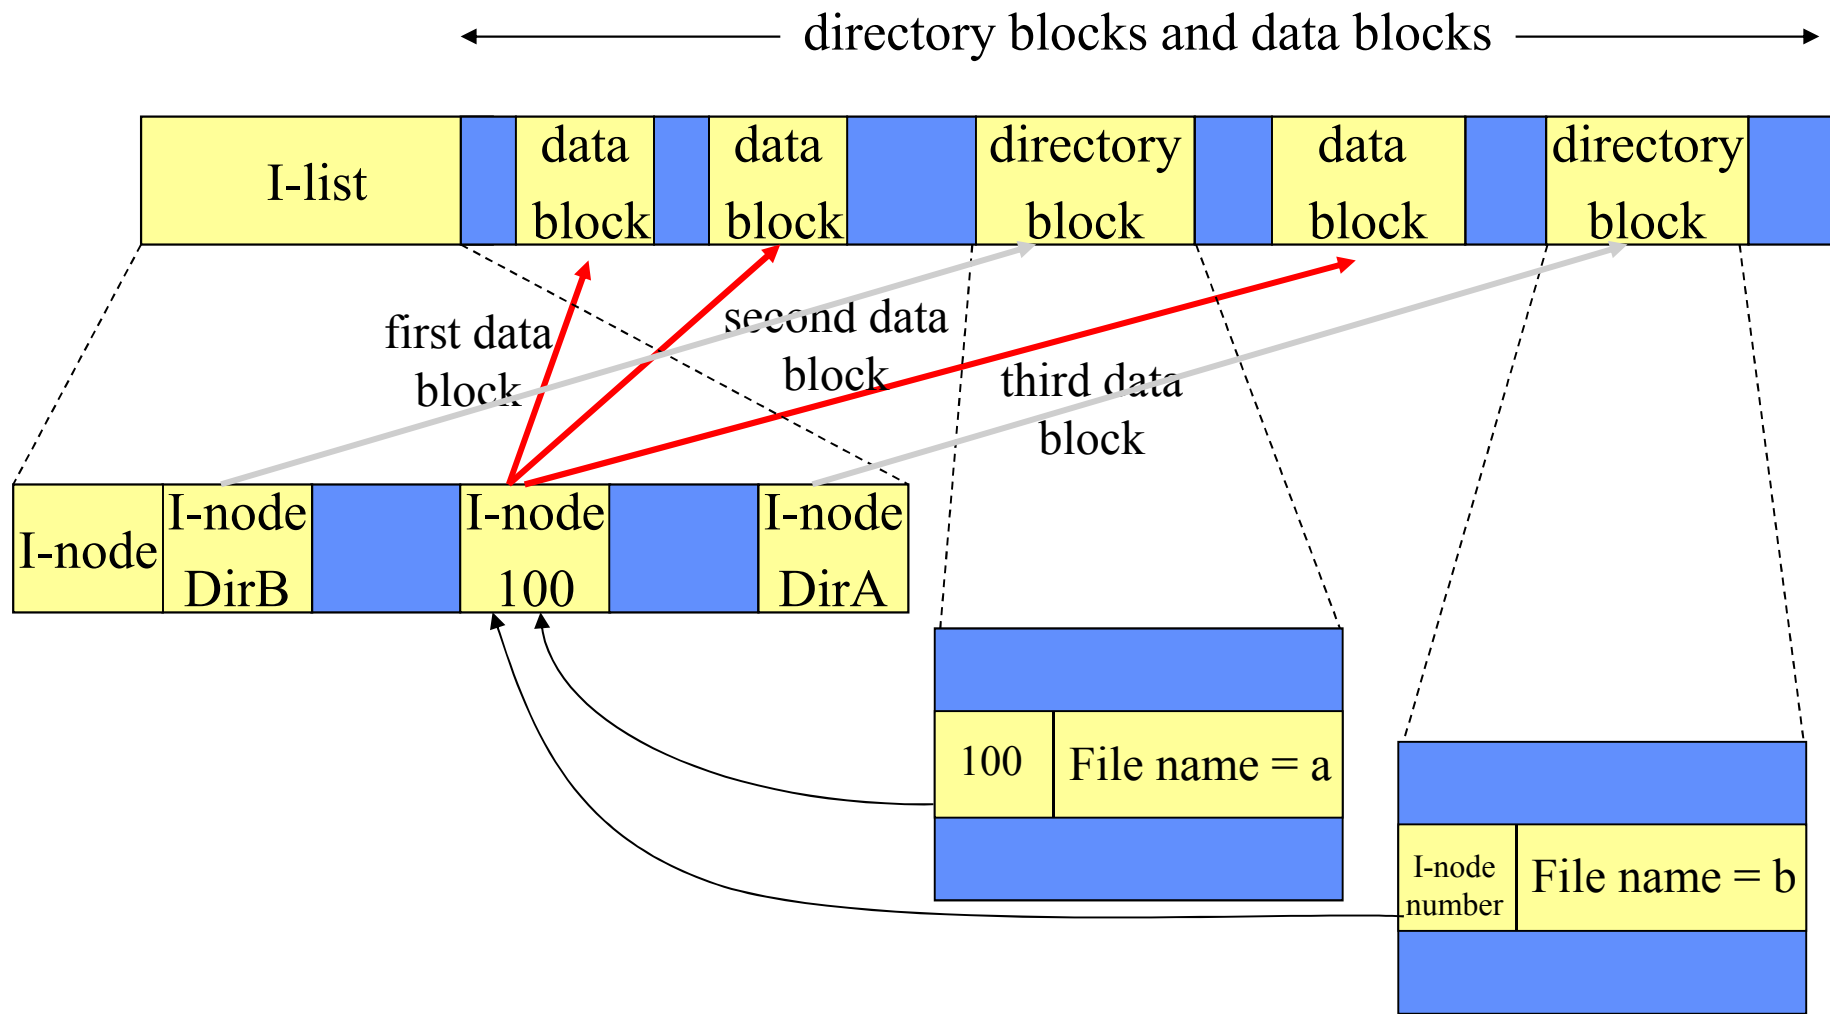 directory blocks and data blocks
I-list
data
block
data
block
directory
block
data
block
directory
block
first data
block
second data
block
third data
block
I-node
I-node
DirB
I-node
100
I-node
DirA
100
File name = a
I-node
number
File name = b